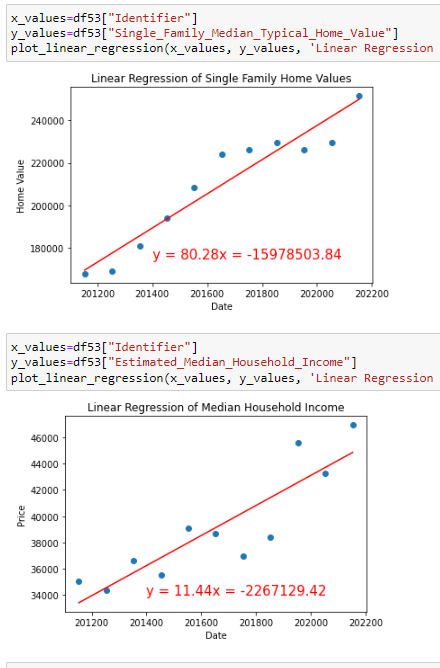 x_values=df53["Identifier"]
y_values=df53["Single_Family_Median_Typical_Home_Value"]
plot_linear_regression(x_values, y_values, 'Linear Regression
Linear Regression of Single Family Home Values
240000
220000
200000
180000
Home Value
y = 80.28x = -15978503.84
201200 201400 201600 201800 202000 202200
Date
x_values=df53["Identifier"]
y_values=df53["Estimated_Median_Household_Income"]
plot_linear_regression(x_values, y_values, 'Linear Regression
Linear Regression of Median Household Income
46000
44000
42000
40000
38000
36000
34000
Price
y = 11.44x = -2267129.42
201200 201400 201600 201800 202000 202200
Date